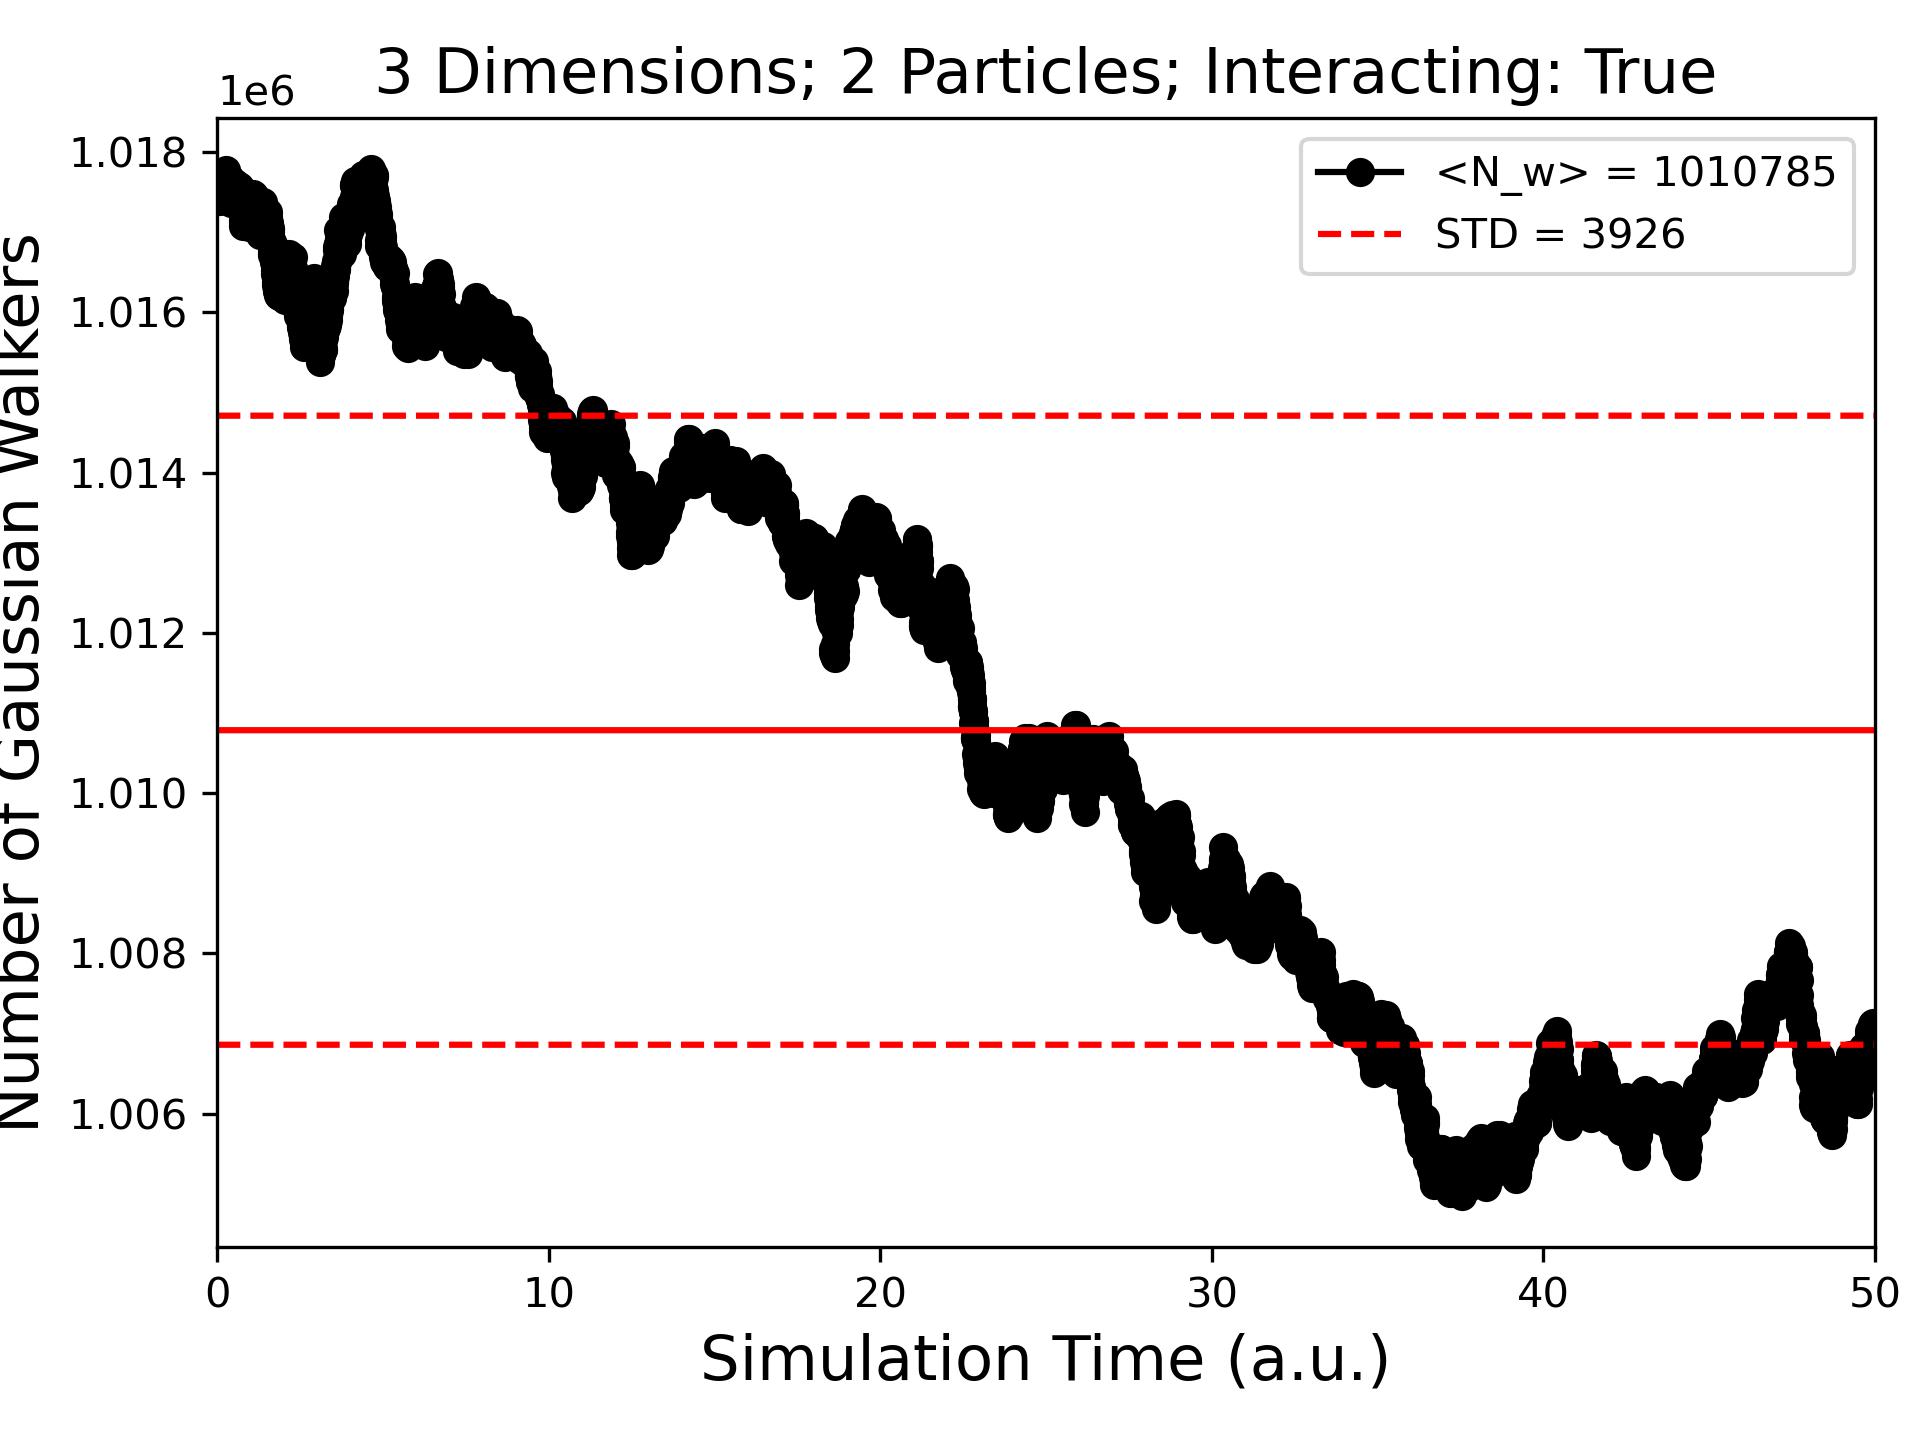 3 Dimensions; 2 Particles; Interacting: True
1e6
<N_w> = 1010785
STD = 3926
1.018
1.016
1.014
1.012
1.010
1.008
1.006
Number of Gaussian Walkers
0 10 20 30 40 50
Simulation Time (a.u.)